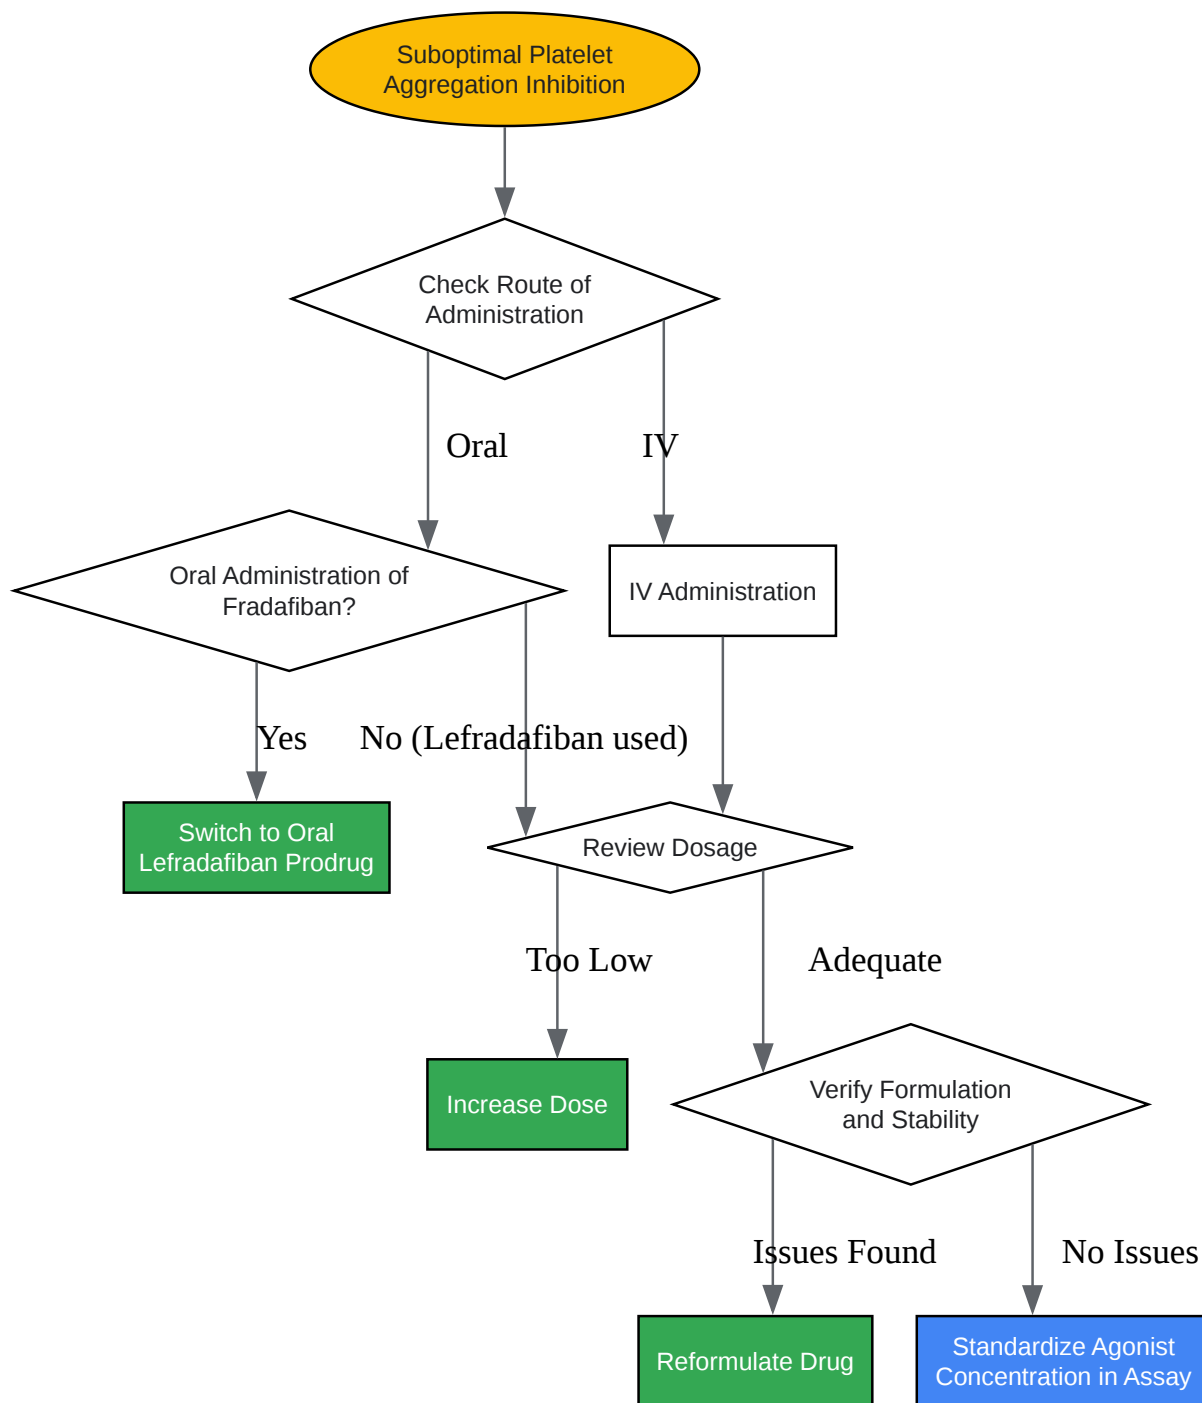 Suboptimal Platelet
Aggregation Inhibition
Check Route of
Administration
Oral
IV
Oral Administration of
Fradafiban?
IV Administration
Yes
No (Lefradafiban used)
Switch to Oral
Lefradafiban Prodrug
Review Dosage
Too Low
Adequate
Increase Dose
Verify Formulation
and Stability
Issues Found
No Issues
Reformulate Drug
Standardize Agonist
Concentration in Assay